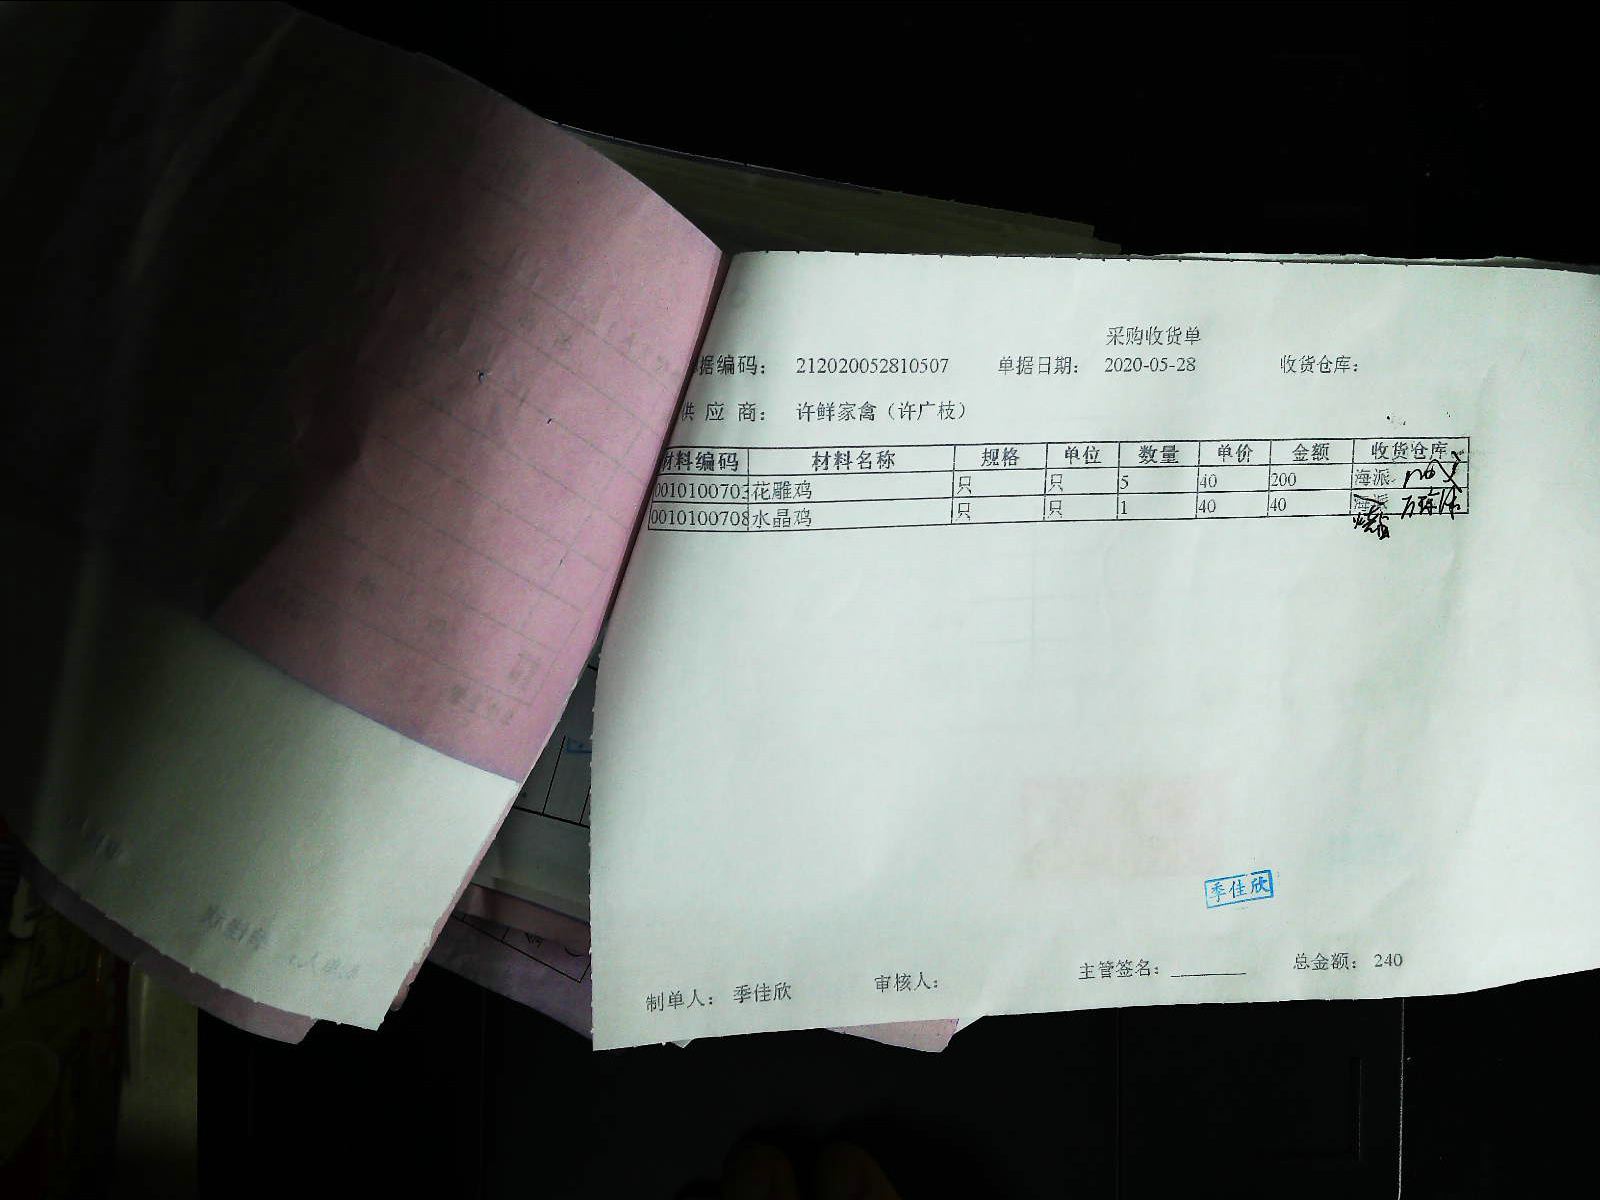 采购收货单
据编码： 212020052810507 单据日期： 2020-05-28 收货仓库：
供 应 商： 许鲜家禽（许广枝）
材料编码 材料名称 规格 单位 数量 单价 金额 收货仓库
0010100703 花雕鸡 只 只 5 40 200 海派
0010100708 水晶鸡 只 只 1 40 40 海派
季佳欣
制单人： 季佳欣 审核人： 主管签名： 总金额： 240